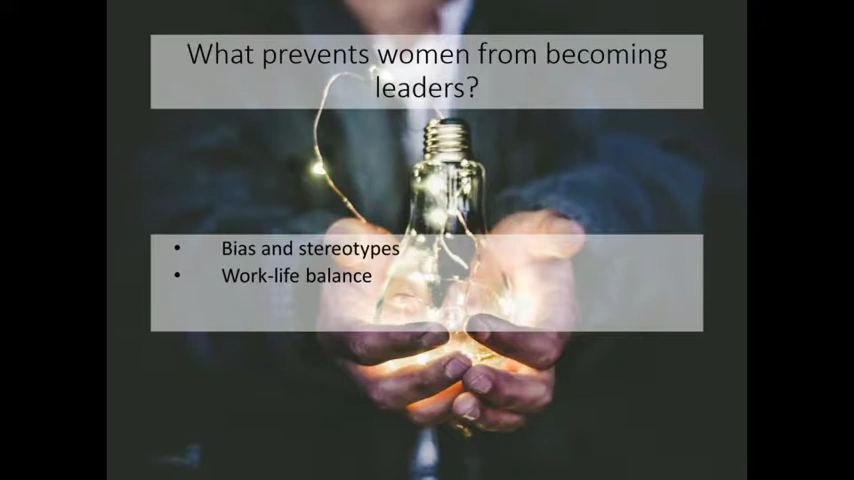 What prevents women from becoming
leaders?
• Bias and stereotypes
• Work-life balance